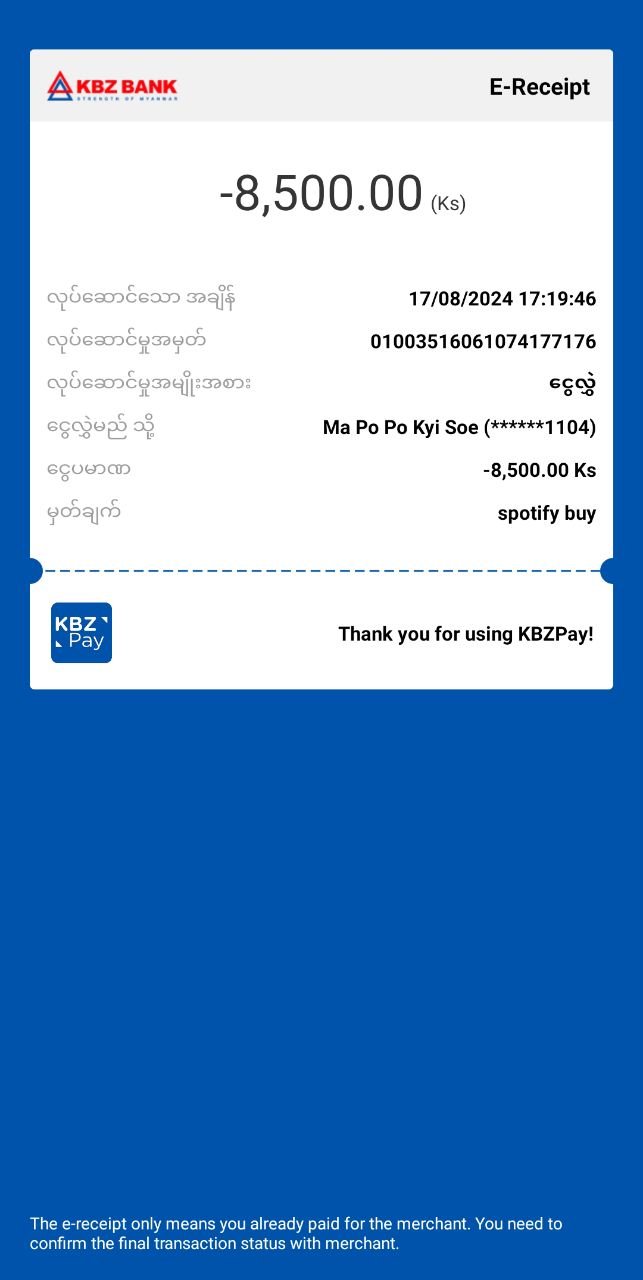 KBZ BANK
STRENGTH OF MYANMAR
E-Receipt
-8,500.00 (Ks)
လုပ်ဆောင်သော အချိန် 17/08/2024 17:19:46
လုပ်ဆောင်မှုအမှတ် 01003516061074177176
လုပ်ဆောင်မှုအမျိုးအစား ငွေလွှဲ
ငွေလွှဲမည် သို့ Ma Po Po Kyi Soe (******1104)
ငွေပမာဏ -8,500.00 Ks
မှတ်ချက် spotify buy
KBZ
Pay
Thank you for using KBZPay!
The e-receipt only means you already paid for the merchant. You need to
confirm the final transaction status with merchant.